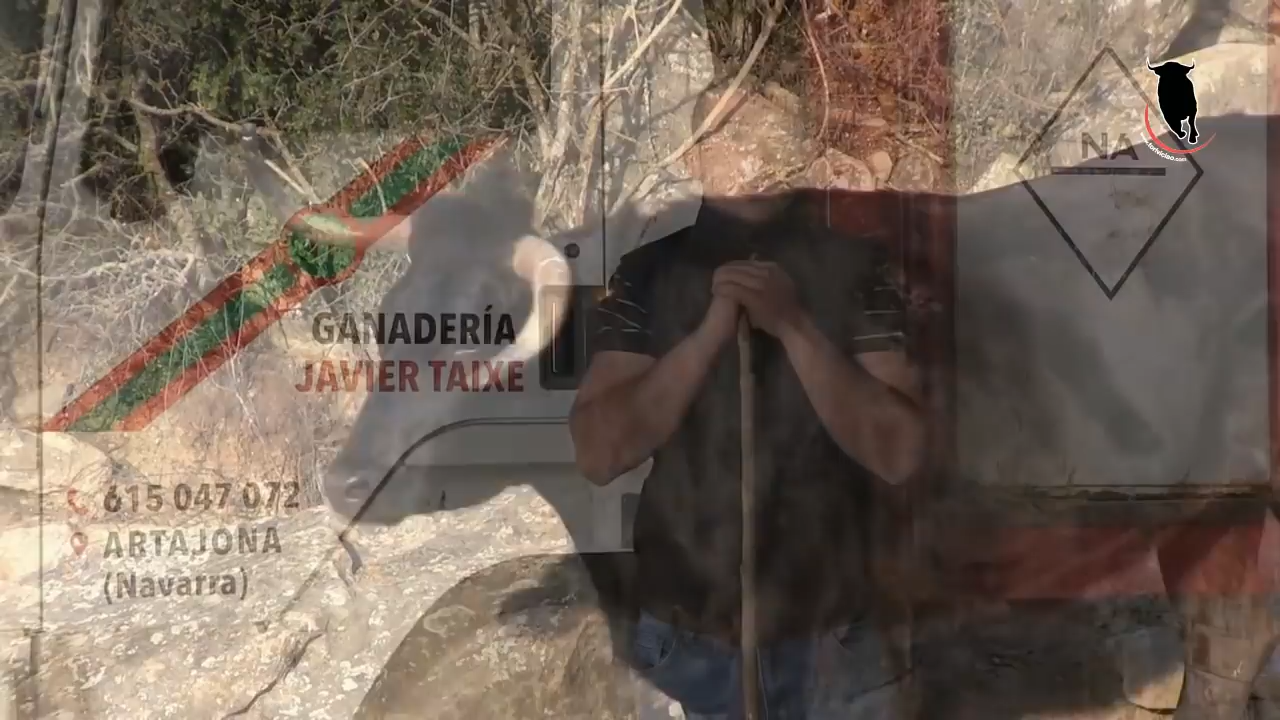 NA
GANADERÍA
JAVIER TAIXE
615 047 072
ARTAJONA
(Navarra)